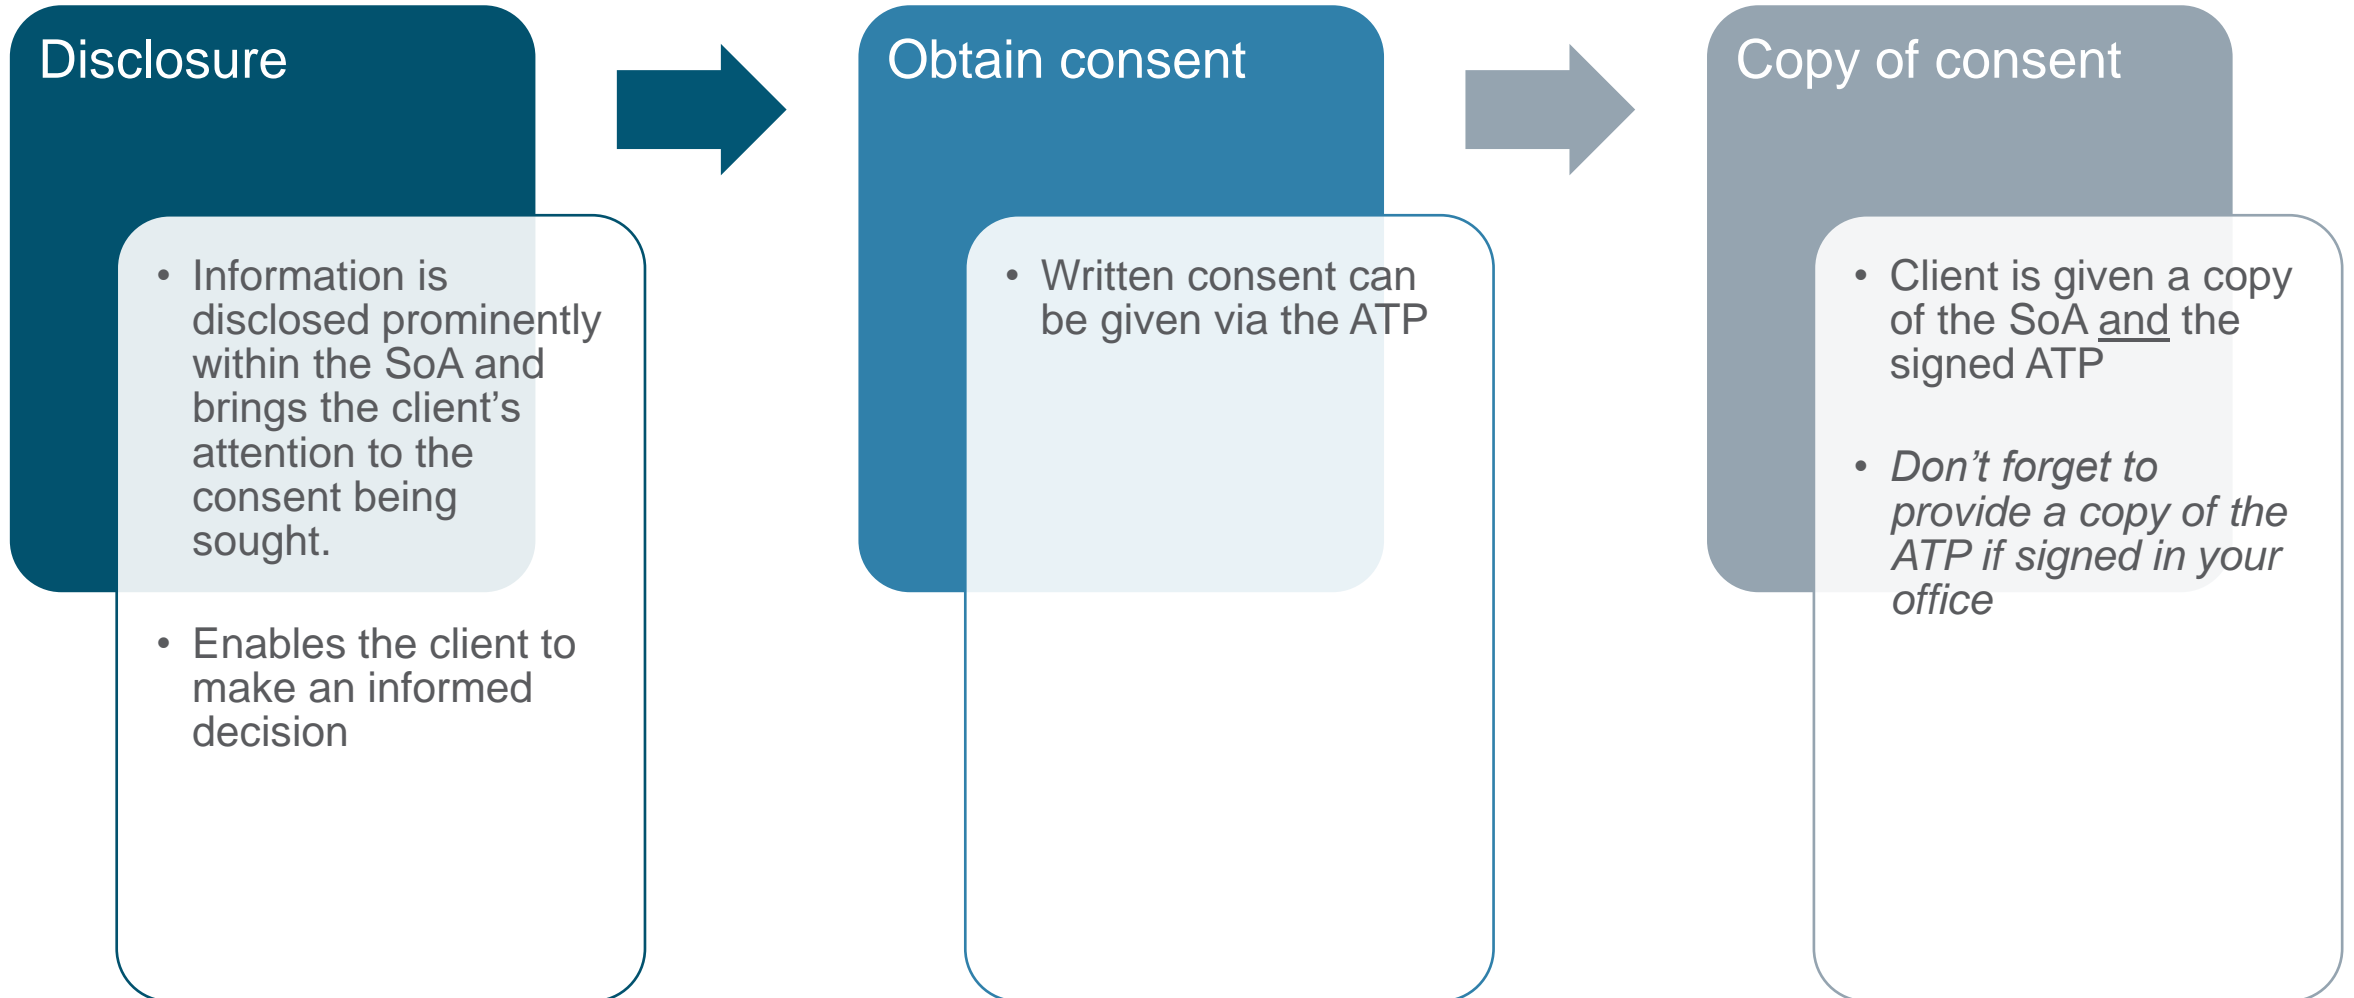 Disclosure
• Information is
disclosed prominently
within the SoA and
brings the client’s
attention to the
consent being
sought.
• Enables the client to
make an informed
decision
Obtain consent
• Written consent can
be given via the ATP
Copy of consent
• Client is given a copy
of the SoA and the
signed ATP
• Don’t forget to
provide a copy of the
ATP if signed in your
office